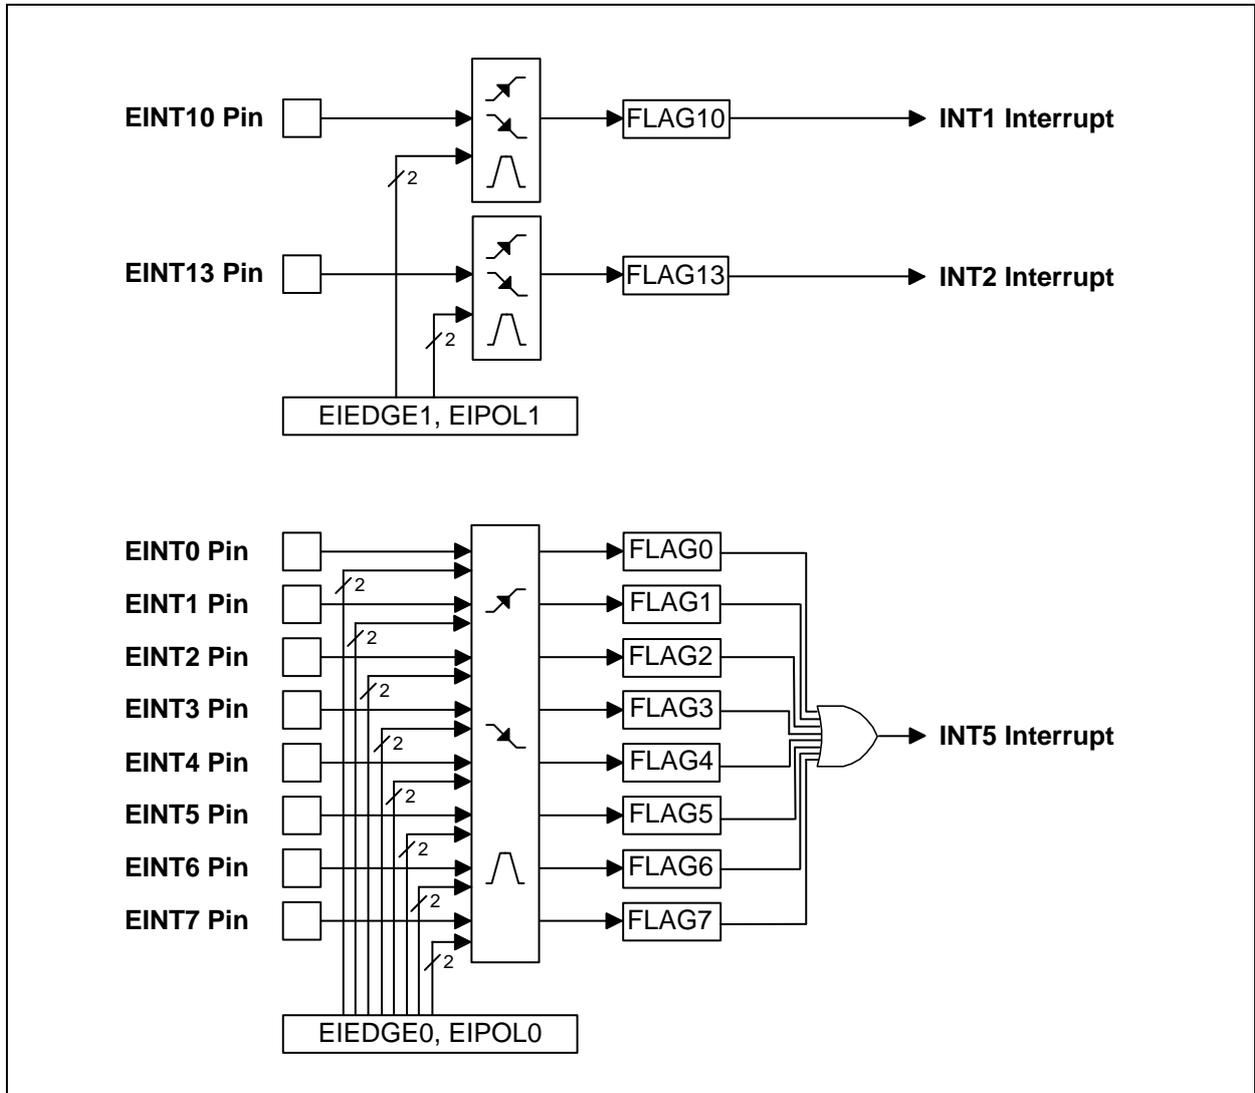 EINT10 Pin
FLAG10
INT1 Interrupt
2
EINT13 Pin
FLAG13
INT2 Interrupt
2
EIEDGE1, EIPOL1
EINT0 Pin
FLAG0
2
EINT1 Pin
FLAG1
2
EINT2 Pin
FLAG2
2
EINT3 Pin
FLAG3
INT5 Interrupt
2
EINT4 Pin
FLAG4
2
EINT5 Pin
FLAG5
2
EINT6 Pin
FLAG6
2
EINT7 Pin
FLAG7
2
EIEDGE0, EIPOL0